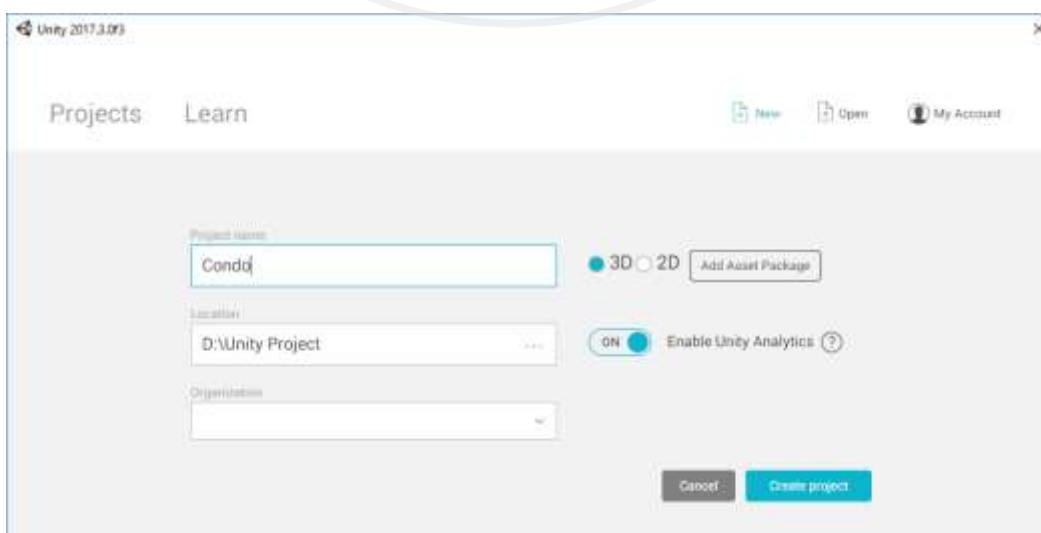 Unity 2017.3.0f3
Projects Learn New Open My Account
Project name
Condo
3D 2D Add Asset Package
Location
D:\Unity Project ...
ON Enable Unity Analytics ?
Organization
Cancel Create project